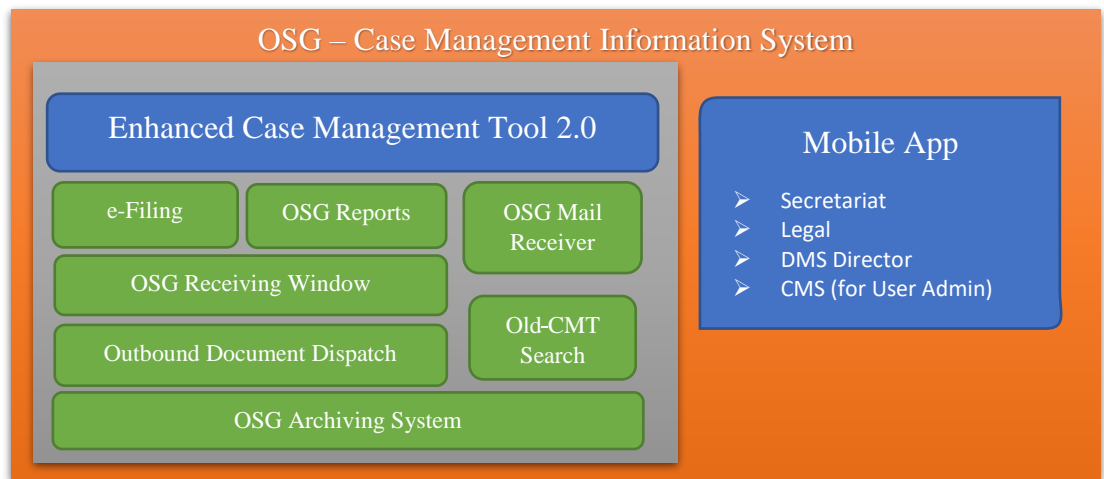 OSG – Case Management Information System
Enhanced Case Management Tool 2.0
e-Filing
OSG Reports
OSG Mail
Receiver
OSG Receiving Window
Old-CMT
Search
Outbound Document Dispatch
OSG Archiving System
Mobile App
➢ Secretariat
➢ Legal
➢ DMS Director
➢ CMS (for User Admin)